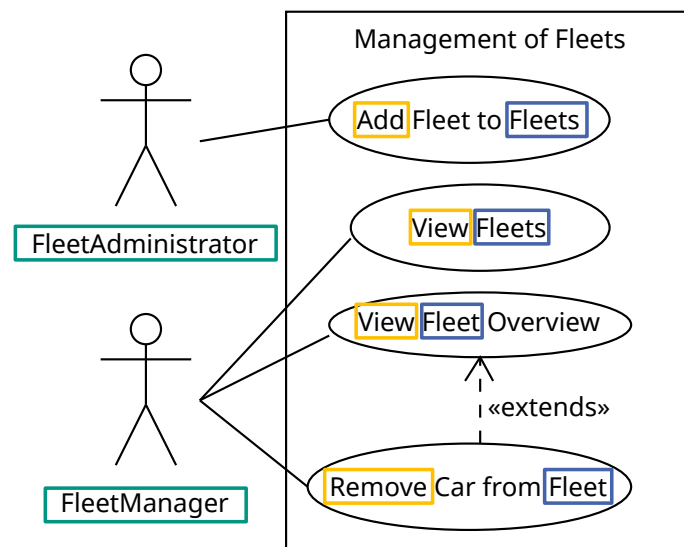 Management of Fleets
Add Fleet to Fleets
FleetAdministrator
View Fleets
View Fleet Overview
«extends»
Remove Car from Fleet
FleetManager